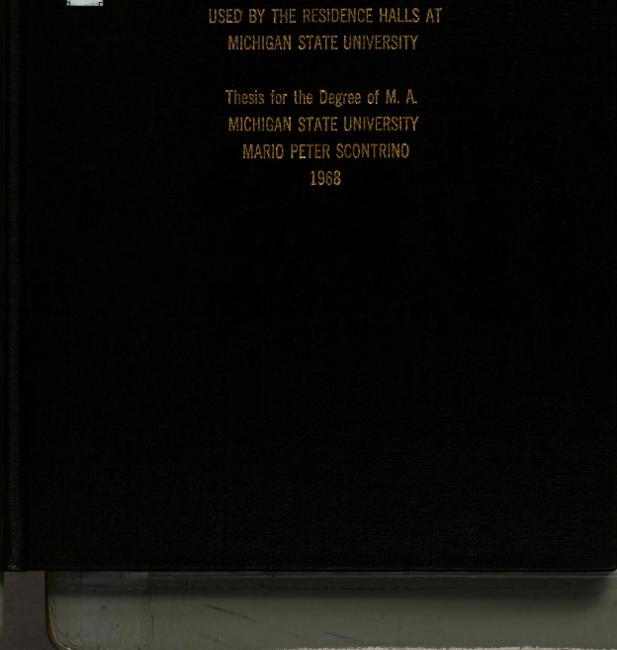 USED BY THE RESIDENCE HALLS AT
MICHIGAN STATE UNIVERSITY
Thesis for the Degree of M. A.
MICHIGAN STATE UNIVERSITY
MARIO PETER SCONTRINO
1968